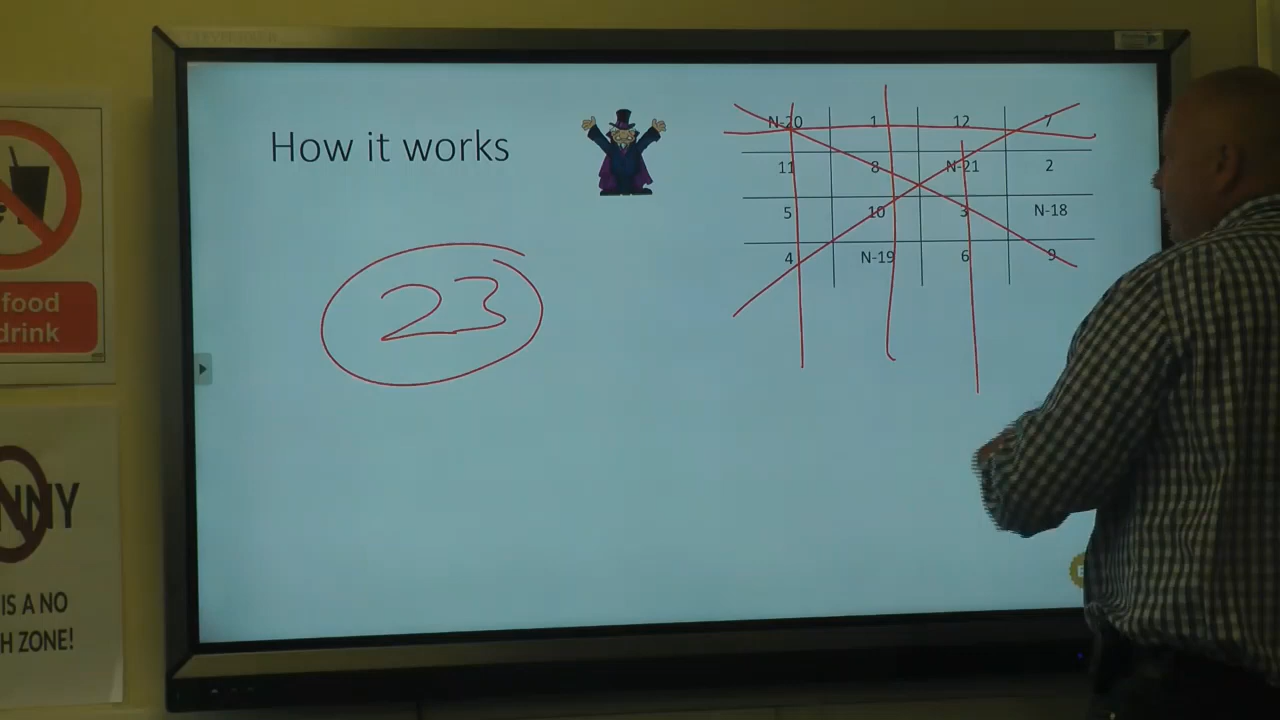 How it works
N-20 1 12 7
11 8 N-21 2
5 10 3 N-18
4 N-19 6 9
23
food
drink
NNY
IS A NO
H ZONE!